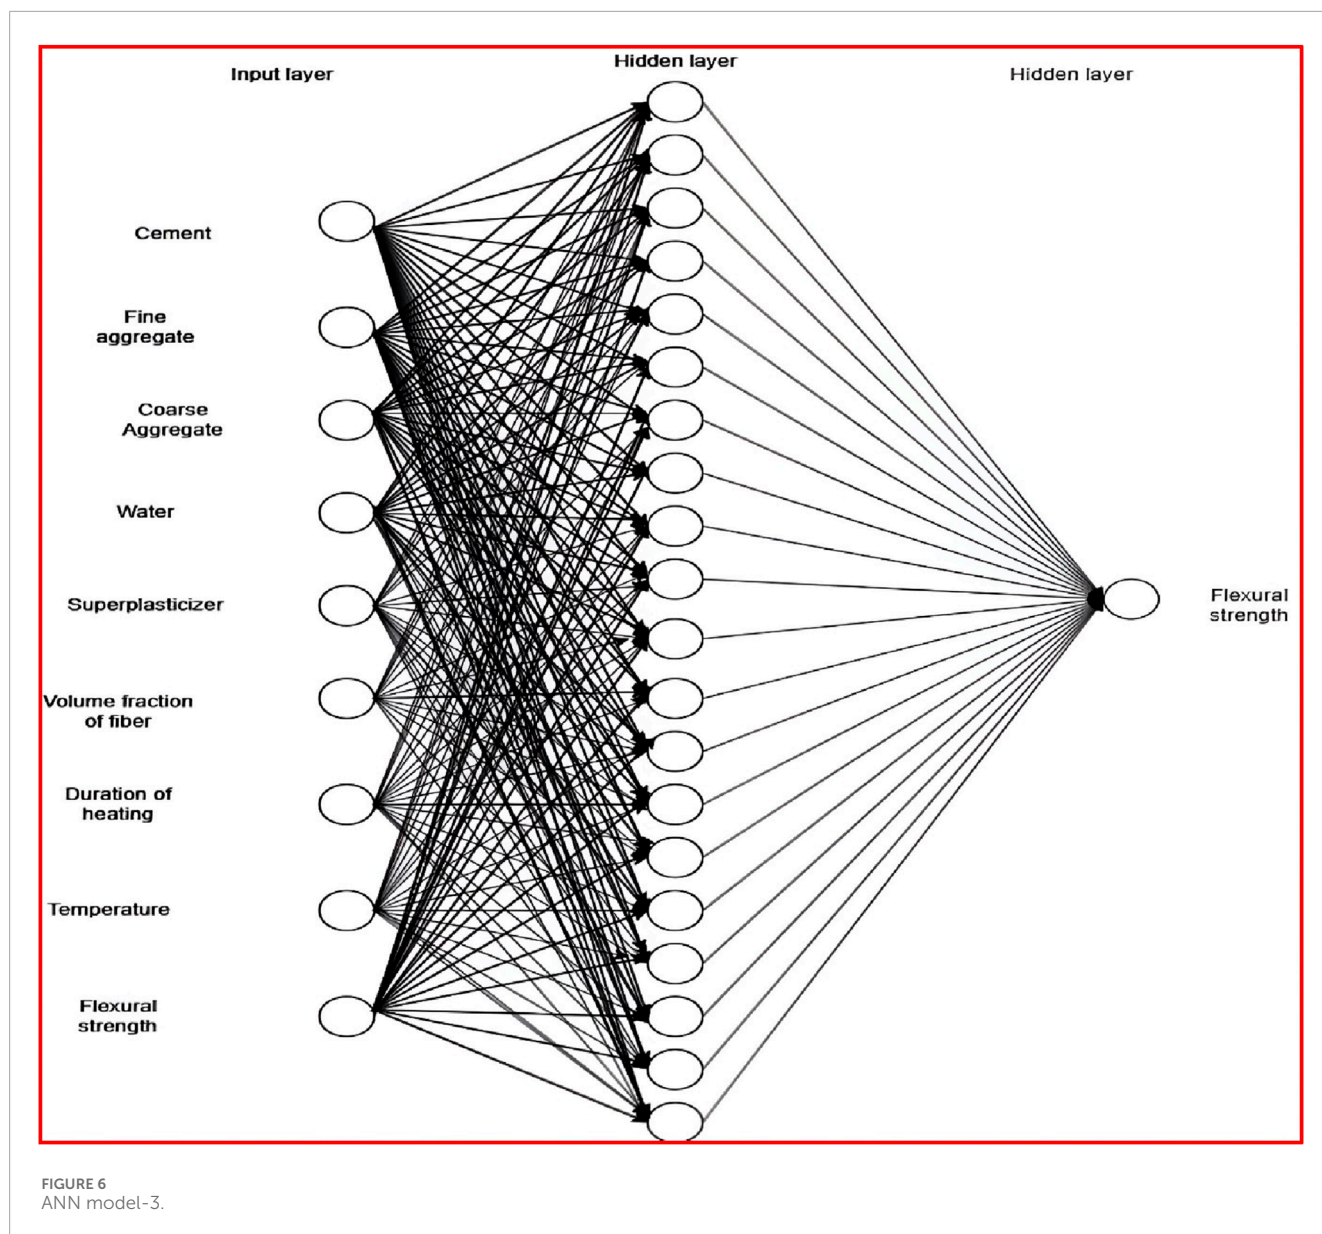 Input layer
Hidden layer
Hidden layer
Cement
Fine
aggregate
Coarse
Aggregate
Water
Superplasticizer
Volume fraction
of fiber
Duration of
heating
Temperature
Flexural
strength
Flexural
strength
FIGURE 6
ANN model-3.